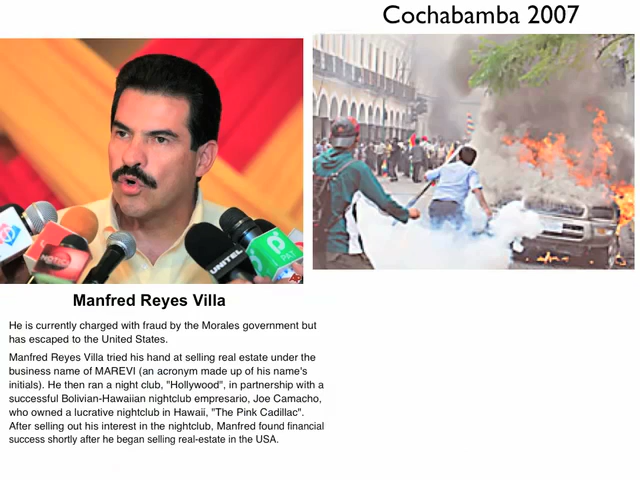 Cochabamba 2007
UNITEL
PAT
AP
Manfred Reyes Villa
He is currently charged with fraud by the Morales government but
has escaped to the United States.
Manfred Reyes Villa tried his hand at selling real estate under the
business name of MAREVI (an acronym made up of his name's
initials). He then ran a night club, "Hollywood", in partnership with a
successful Bolivian-Hawaiian nightclub empresario, Joe Camacho,
who owned a lucrative nightclub in Hawaii, "The Pink Cadillac".
After selling out his interest in the nightclub, Manfred found financial
success shortly after he began selling real-estate in the USA.